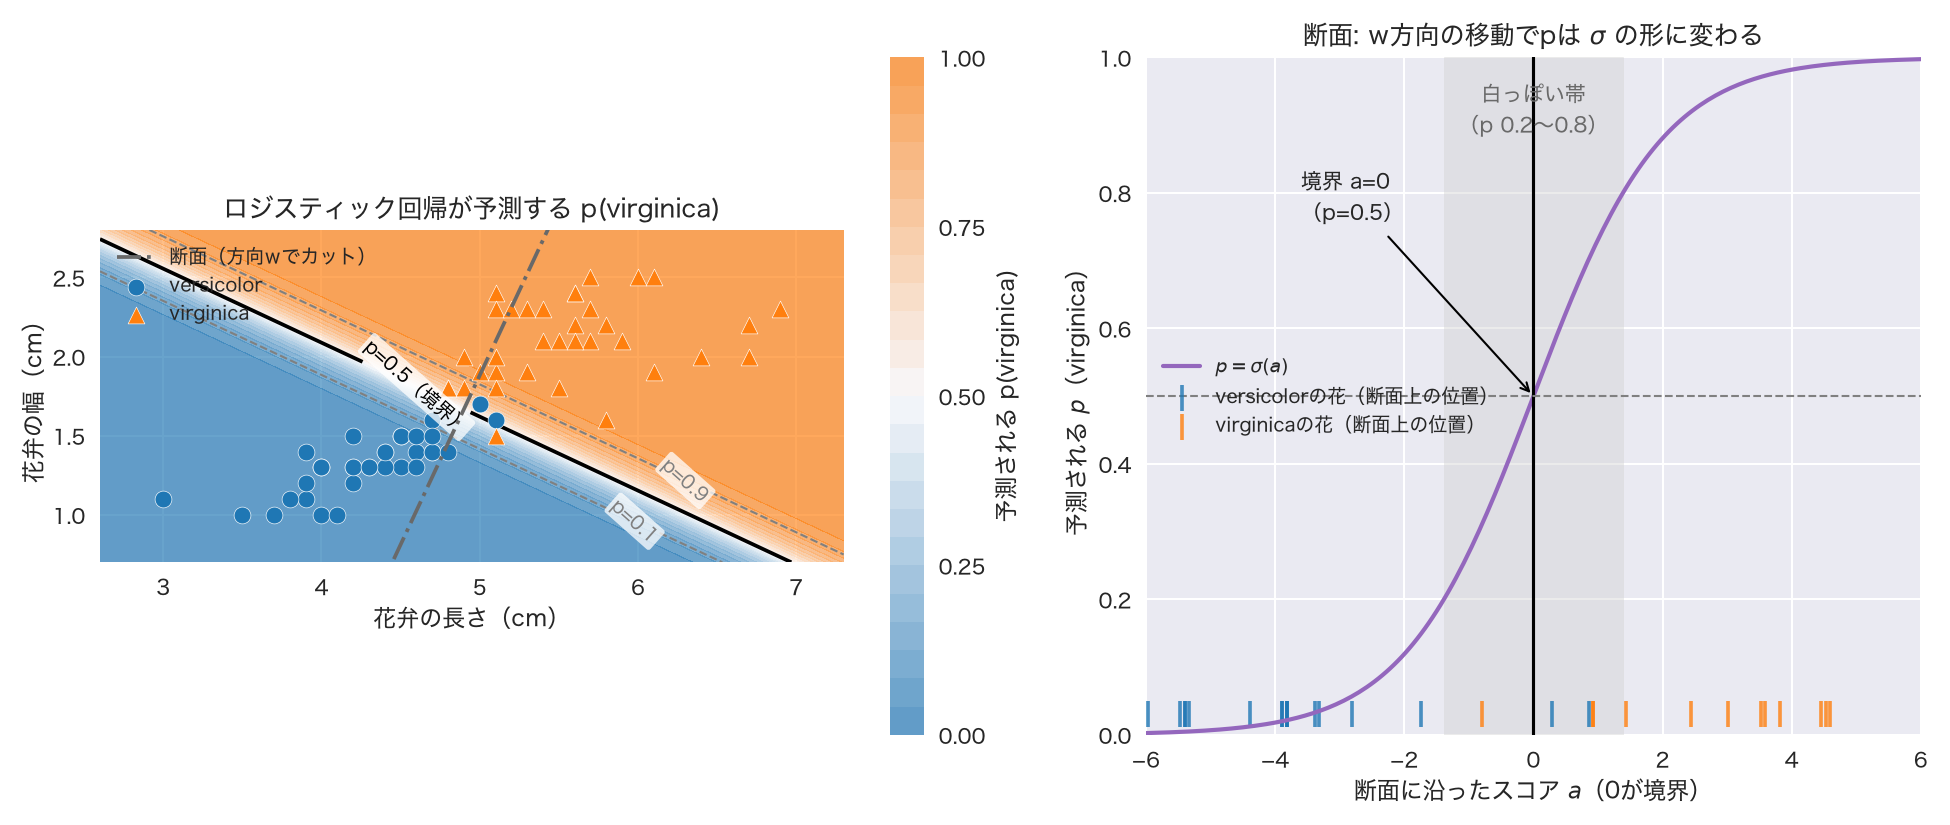 ロジスティック回帰が予測する p(virginica)
断面（方向wでカット）
versicolor
virginica
p=0.5（境界）
p=0.9
p=0.1
2.5
2.0
1.5
1.0
花弁の幅（cm）
3
4
5
6
7
花弁の長さ（cm）
1.00
0.75
0.50
0.25
0.00
予測される p(virginica)
断面: w方向の移動でpは σ の形に変わる
白っぽい帯
（p 0.2〜0.8）
境界 a=0
（p=0.5）
p = σ(a)
versicolorの花（断面上の位置）
virginicaの花（断面上の位置）
1.0
0.8
0.6
0.4
0.2
0.0
予測される p（virginica）
−6
−4
−2
0
2
4
6
断面に沿ったスコア a（0が境界）